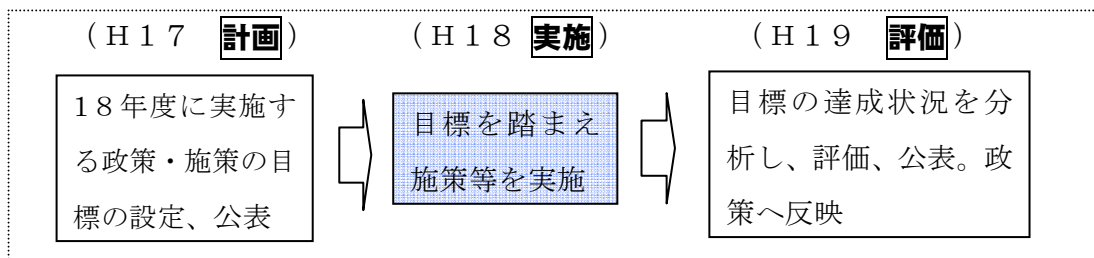 (H17 計画) (H18 実施) (H19 評価)
18年度に実施す
る政策・施策の目
標の設定、公表
目標を踏まえ
施策等を実施
目標の達成状況を分
析し、評価、公表。政
策へ反映